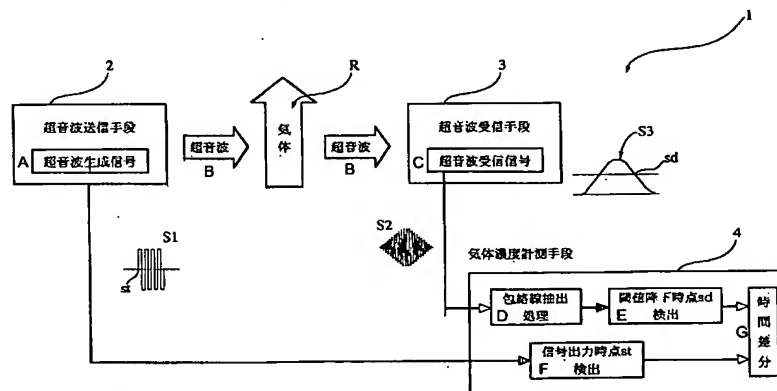 1
2
R
3
超音波送信手段
A 超音波生成信号
超音波
B
気体
超音波
B
超音波受信手段
C 超音波受信信号
S3
sd
S1
st
S2
4
気体濃度計測手段
包絡線抽出
D 処理
閾値降下時点sd
E 検出
時間差分
G
信号出力時点st
F 検出